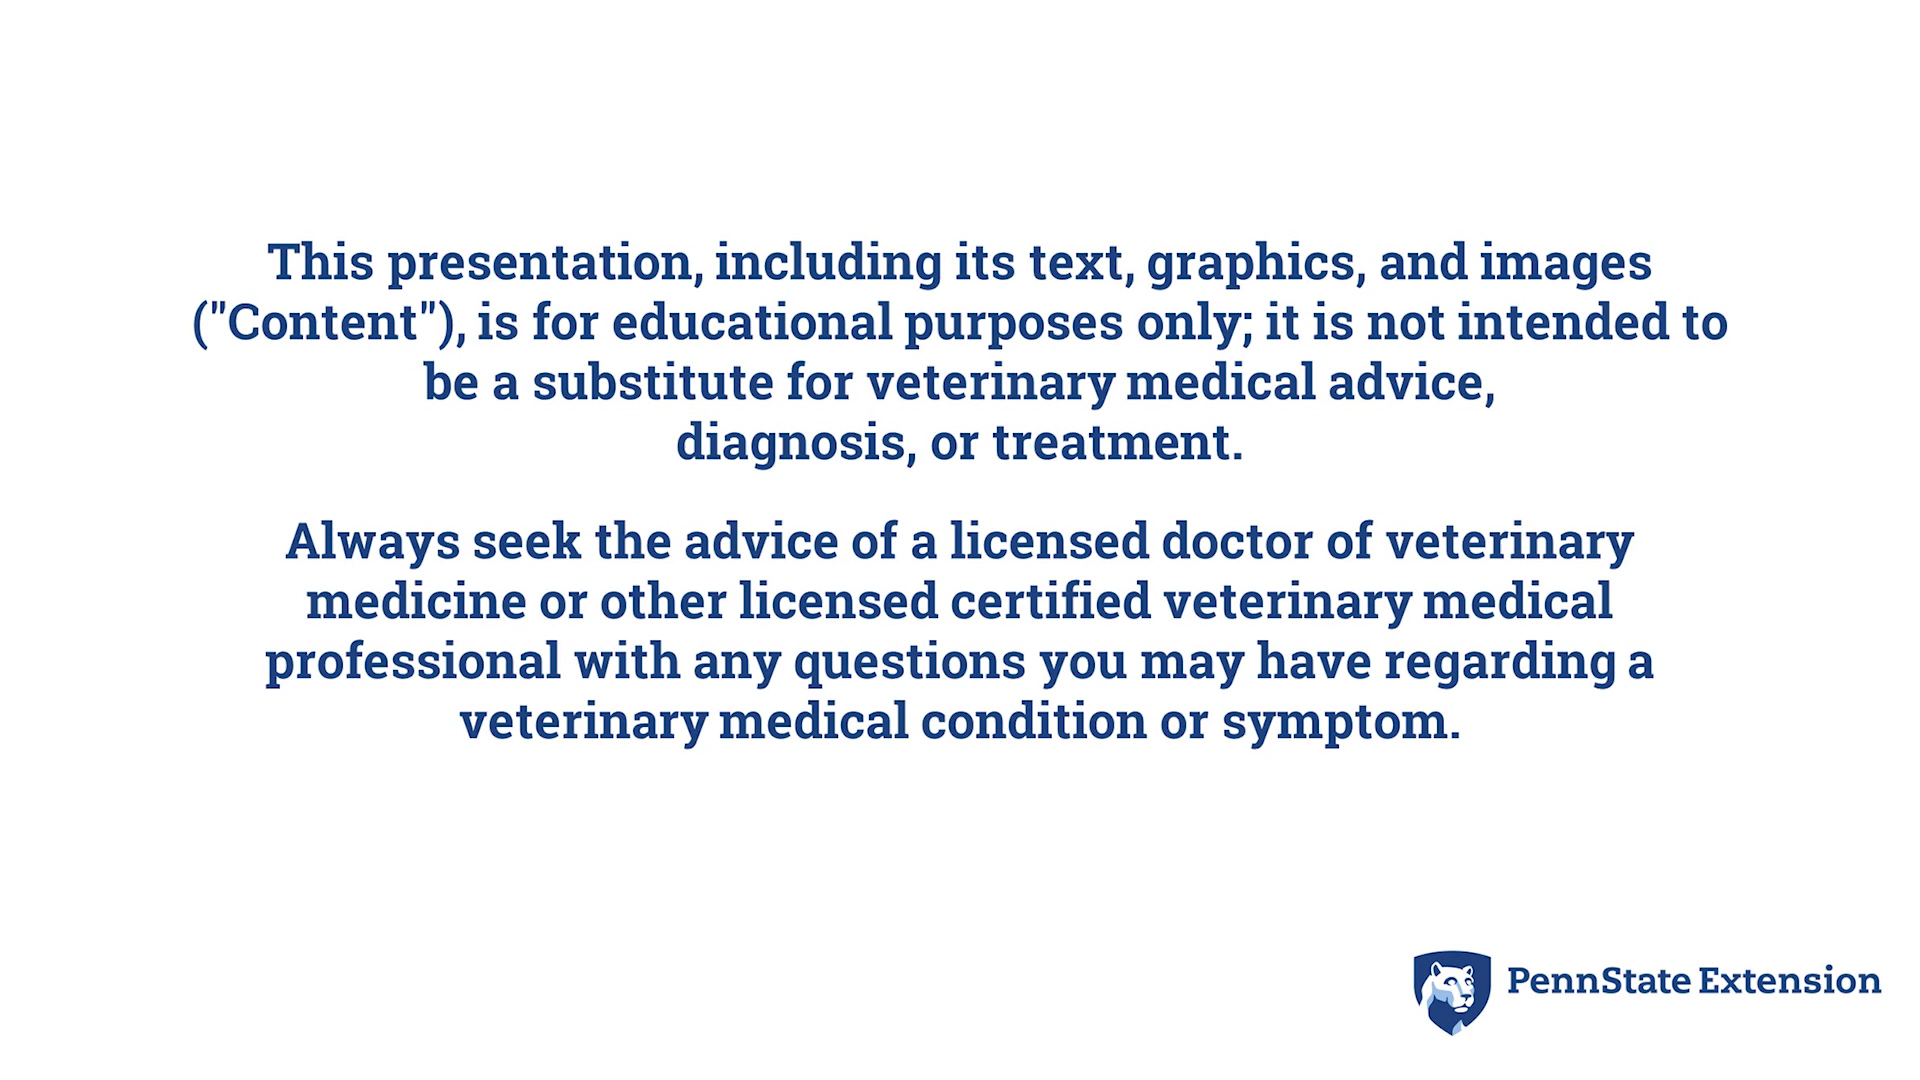 This presentation, including its text, graphics, and images
("Content"), is for educational purposes only; it is not intended to
be a substitute for veterinary medical advice,
diagnosis, or treatment.
Always seek the advice of a licensed doctor of veterinary
medicine or other licensed certified veterinary medical
professional with any questions you may have regarding a
veterinary medical condition or symptom.
PennState Extension